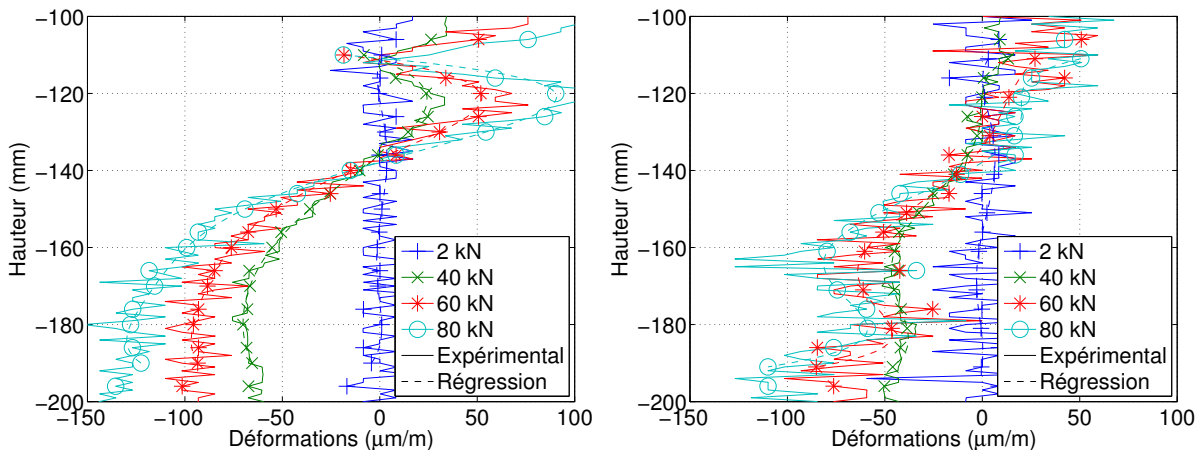 −100
−120
−140
−160
−180
−200
Hauteur (mm)
−150
−100
−50
0
50
100
Déformations (µm/m)
2 kN
40 kN
60 kN
80 kN
Expérimental
Régression
−100
−120
−140
−160
−180
−200
Hauteur (mm)
−150
−100
−50
0
50
100
Déformations (µm/m)
2 kN
40 kN
60 kN
80 kN
Expérimental
Régression